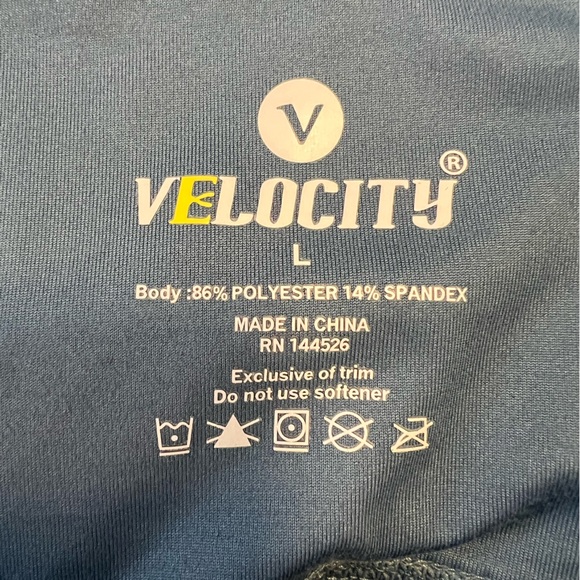 V
VELOCITY®
L
Body :86% POLYESTER 14% SPANDEX
MADE IN CHINA
RN 144526
Exclusive of trim
Do not use softener